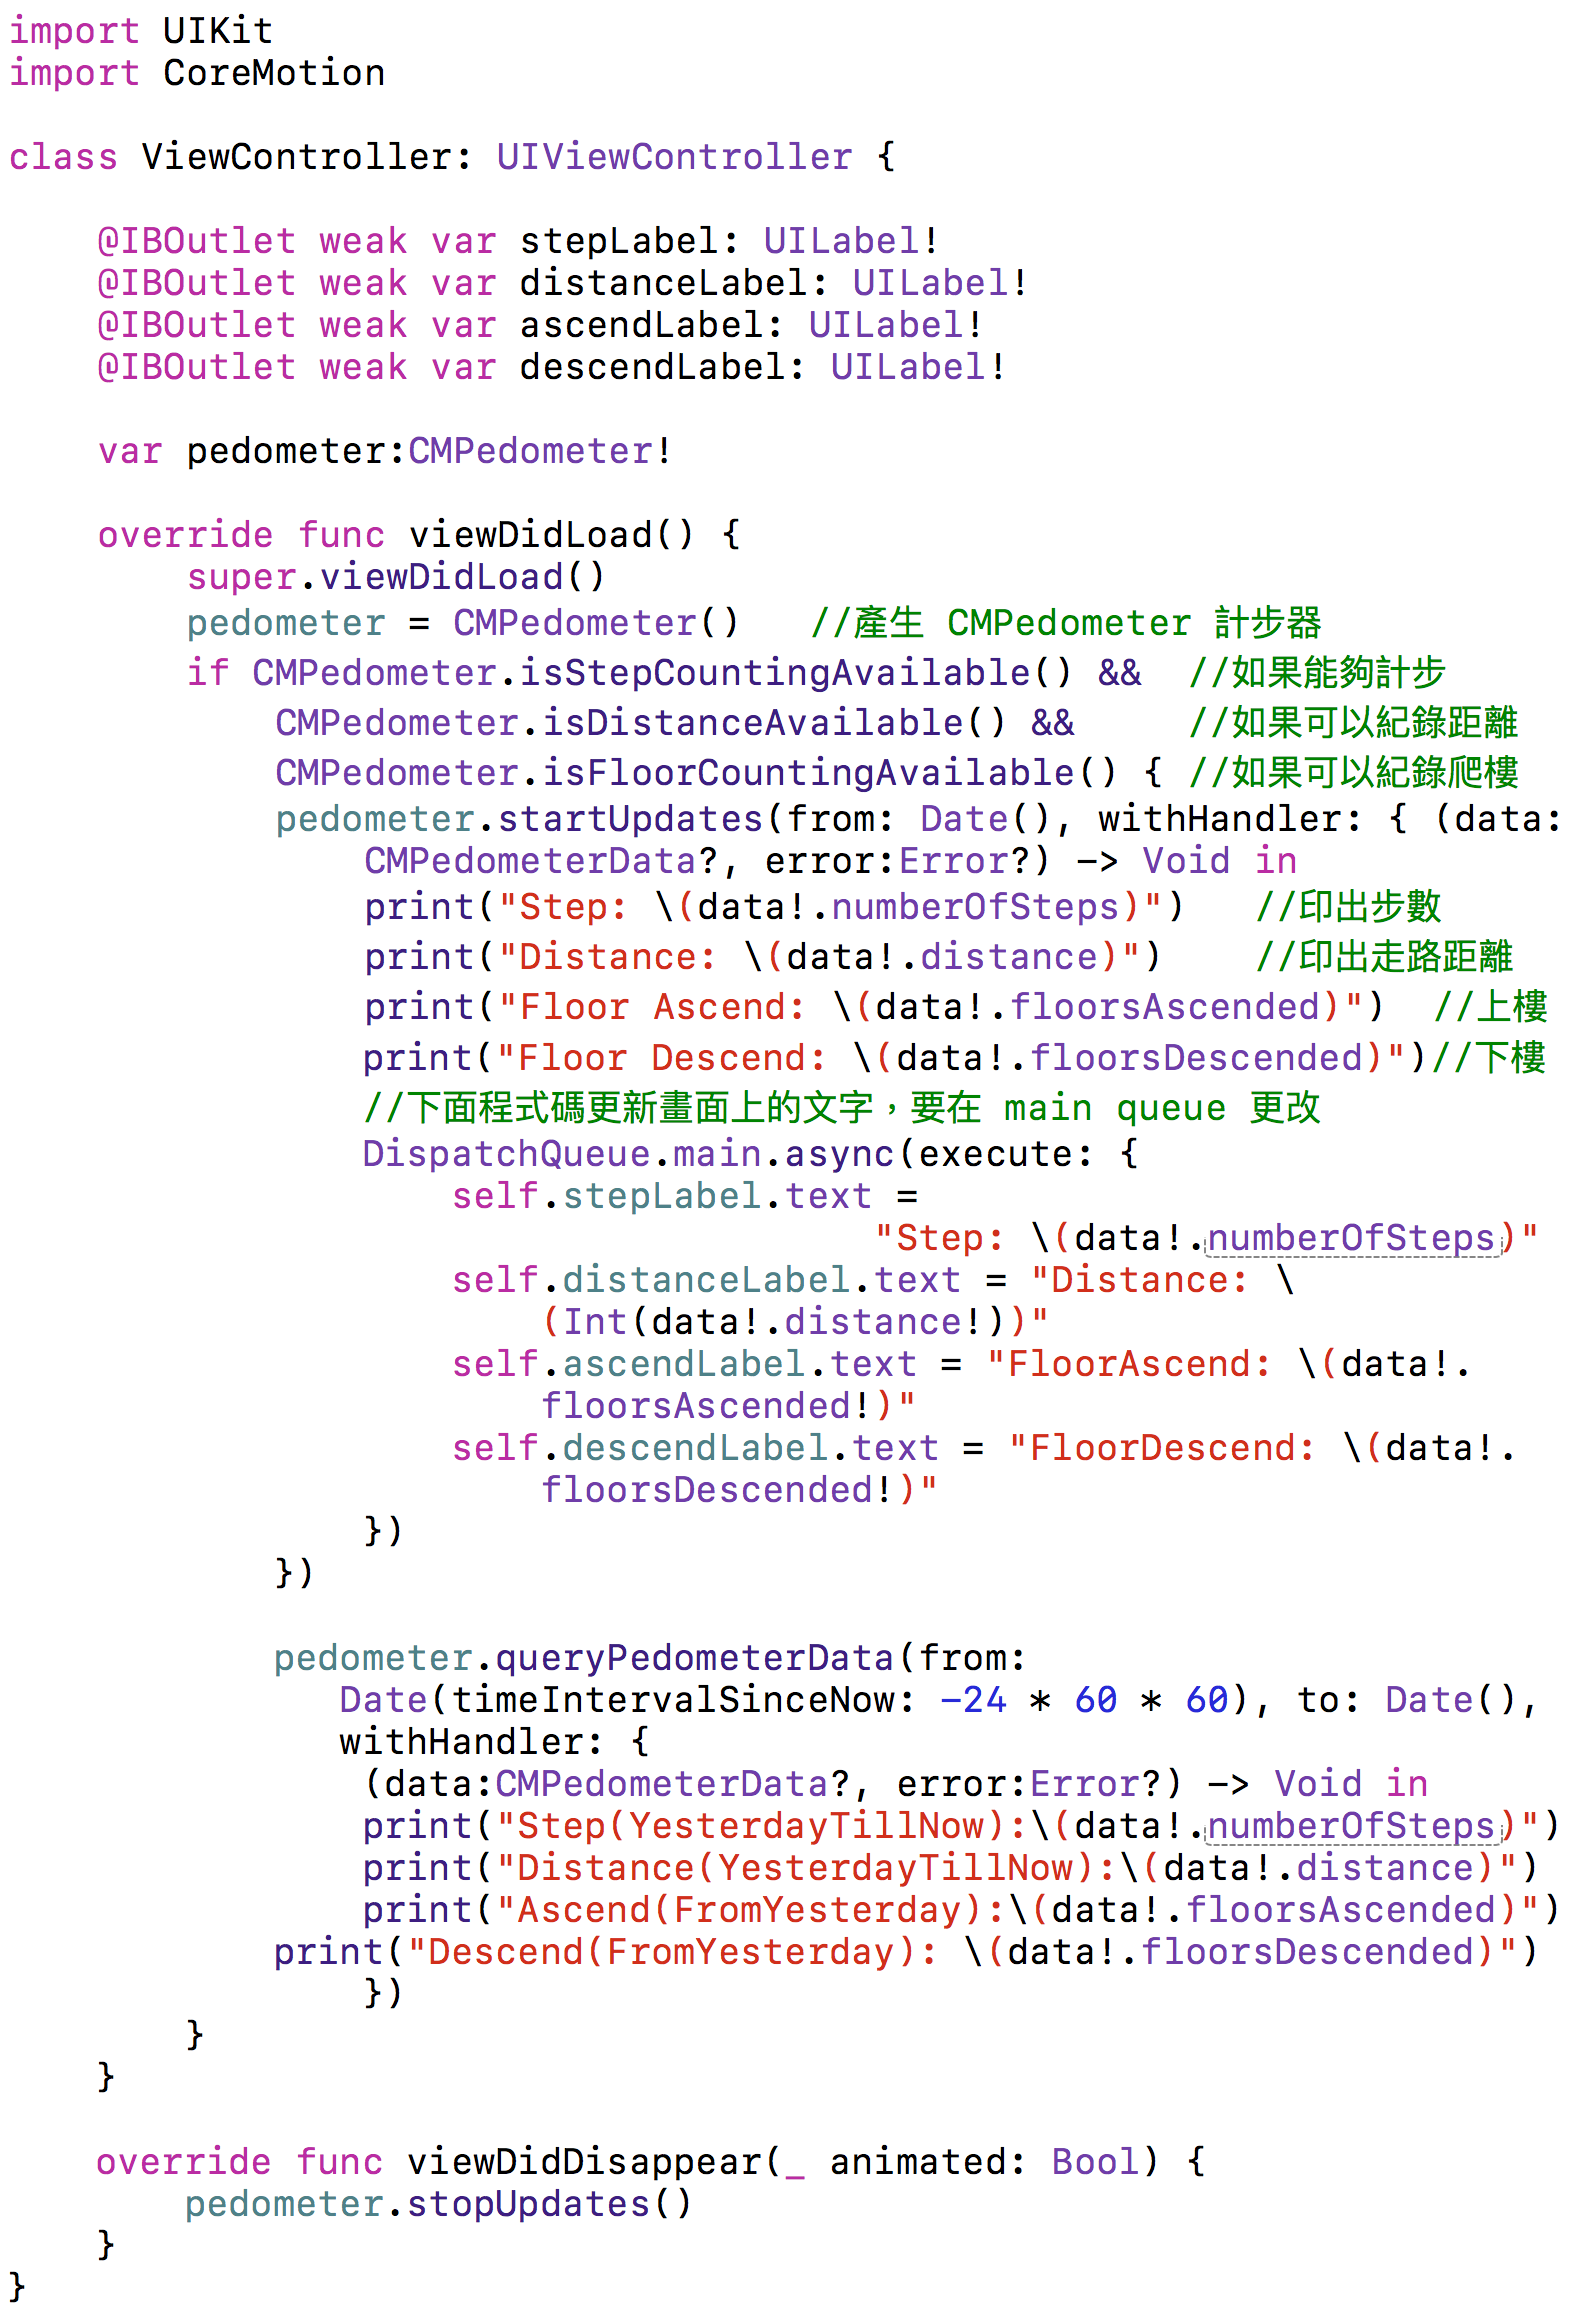 import UIKit
import CoreMotion
class ViewController: UIViewController {
@IBOutlet weak var stepLabel: UILabel!
@IBOutlet weak var distanceLabel: UILabel!
@IBOutlet weak var ascendLabel: UILabel!
@IBOutlet weak var descendLabel: UILabel!
var pedometer:CMPedometer!
override func viewDidLoad() {
super.viewDidLoad()
pedometer = CMPedometer()   //產生 CMPedometer 計步器
if CMPedometer.isStepCountingAvailable() &&  //如果能夠計步
CMPedometer.isDistanceAvailable() &&     //如果可以紀錄距離
CMPedometer.isFloorCountingAvailable() { //如果可以紀錄爬樓
pedometer.startUpdates(from: Date(), withHandler: { (data:
CMPedometerData?, error:Error?) -> Void in
print("Step: \(data!.numberOfSteps)")   //印出步數
print("Distance: \(data!.distance)")    //印出走路距離
print("Floor Ascend: \(data!.floorsAscended)")  //上樓
print("Floor Descend: \(data!.floorsDescended)")//下樓
//下面程式碼更新畫面上的文字，要在 main queue 更改
DispatchQueue.main.async(execute: {
self.stepLabel.text =
"Step: \(data!.numberOfSteps)"
self.distanceLabel.text = "Distance: \
(Int(data!.distance!))"
self.ascendLabel.text = "FloorAscend: \(data!.
floorsAscended!)"
self.descendLabel.text = "FloorDescend: \(data!.
floorsDescended!)"
})
})
pedometer.queryPedometerData(from:
Date(timeIntervalSinceNow: -24 * 60 * 60), to: Date(),
withHandler: {
(data:CMPedometerData?, error:Error?) -> Void in
print("Step(YesterdayTillNow):\(data!.numberOfSteps)")
print("Distance(YesterdayTillNow):\(data!.distance)")
print("Ascend(FromYesterday):\(data!.floorsAscended)")
print("Descend(FromYesterday): \(data!.floorsDescended)")
})
}
}
override func viewDidDisappear(_ animated: Bool) {
pedometer.stopUpdates()
}
}